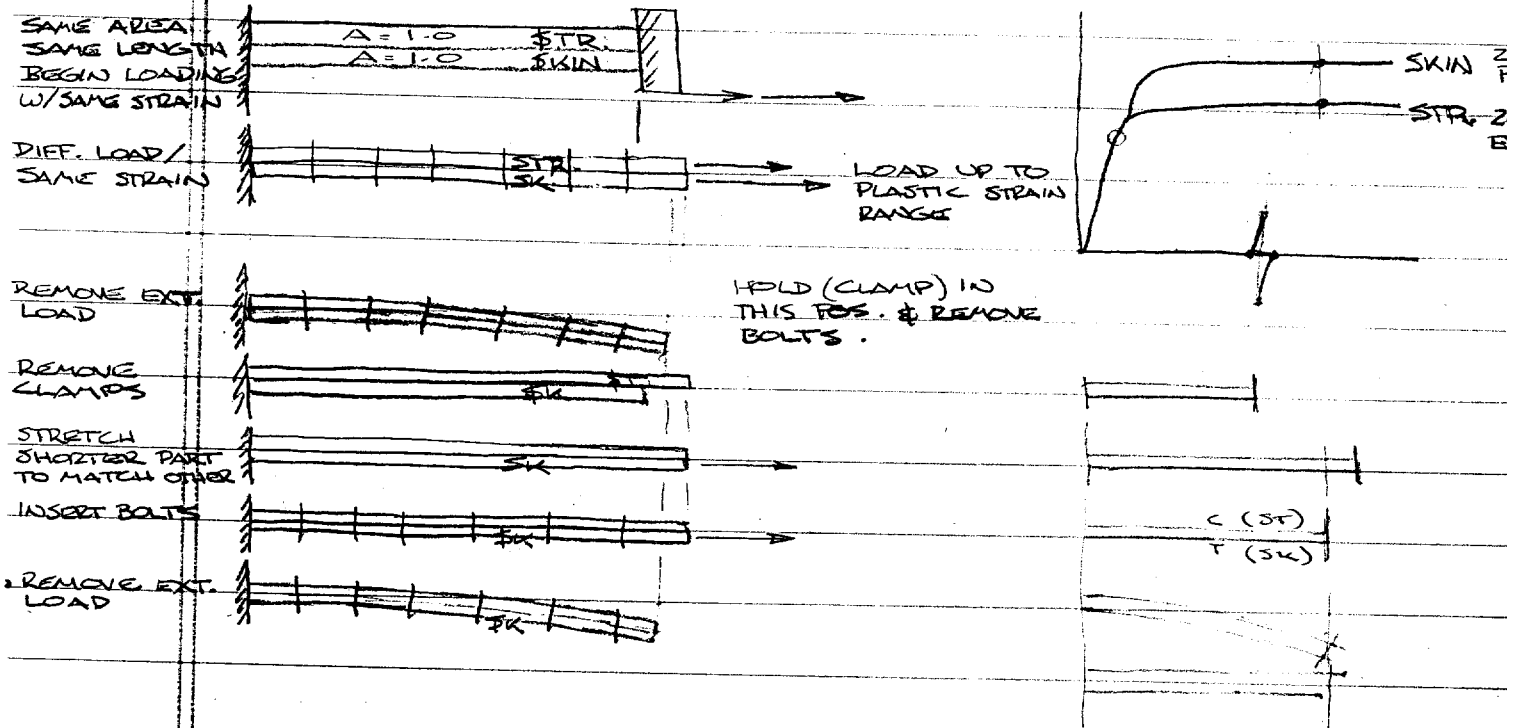 SAME AREA
SAME LENGTH
BEGIN LOADING
W/SAME STRAIN
A = 1.0 STR.
A = 1.0 SKIN
SKIN 2
STR. 2
DIFF. LOAD/
SAME STRAIN
STR.
SK
LOAD UP TO
PLASTIC STRAIN
RANGE
REMOVE EXT.
LOAD
HOLD (CLAMP) IN
THIS POS. & REMOVE
BOLTS.
REMOVE
CLAMPS
ST
SK
STRETCH
SHORTER PART
TO MATCH OTHER
SK
INSERT BOLTS
SK
C (ST)
T (SK)
REMOVE EXT.
LOAD
SK